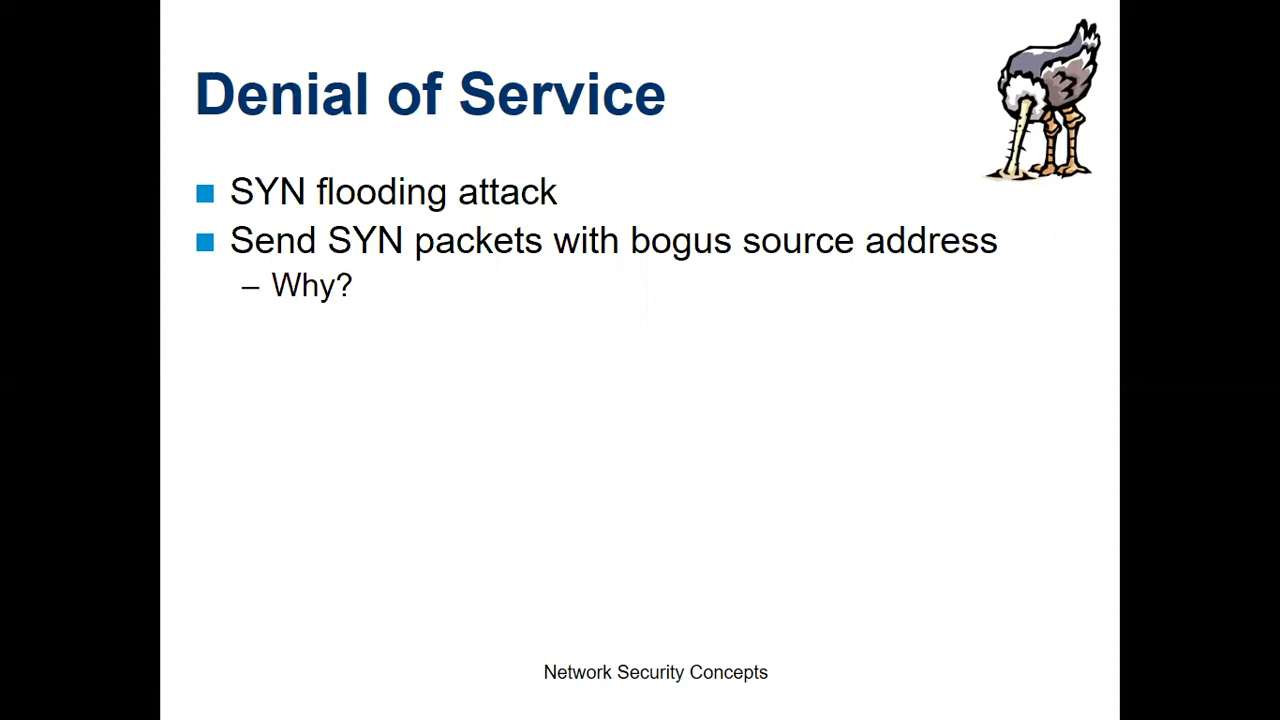 Denial of Service
SYN flooding attack
Send SYN packets with bogus source address
– Why?
Network Security Concepts